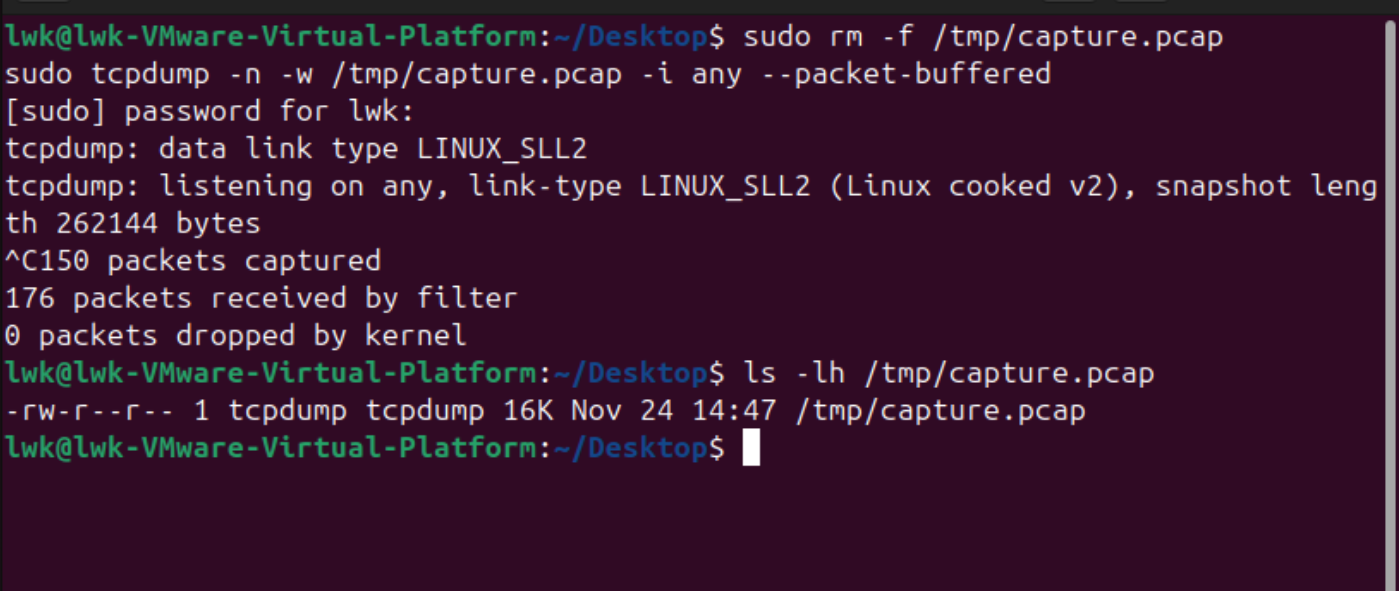 lwk@lwk-VMware-Virtual-Platform:~/Desktop$ sudo rm -f /tmp/capture.pcap
sudo tcpdump -n -w /tmp/capture.pcap -i any --packet-buffered
[sudo] password for lwk:
tcpdump: data link type LINUX_SLL2
tcpdump: listening on any, link-type LINUX_SLL2 (Linux cooked v2), snapshot leng
th 262144 bytes
^C150 packets captured
176 packets received by filter
0 packets dropped by kernel
lwk@lwk-VMware-Virtual-Platform:~/Desktop$ ls -lh /tmp/capture.pcap
-rw-r--r-- 1 tcpdump tcpdump 16K Nov 24 14:47 /tmp/capture.pcap
lwk@lwk-VMware-Virtual-Platform:~/Desktop$